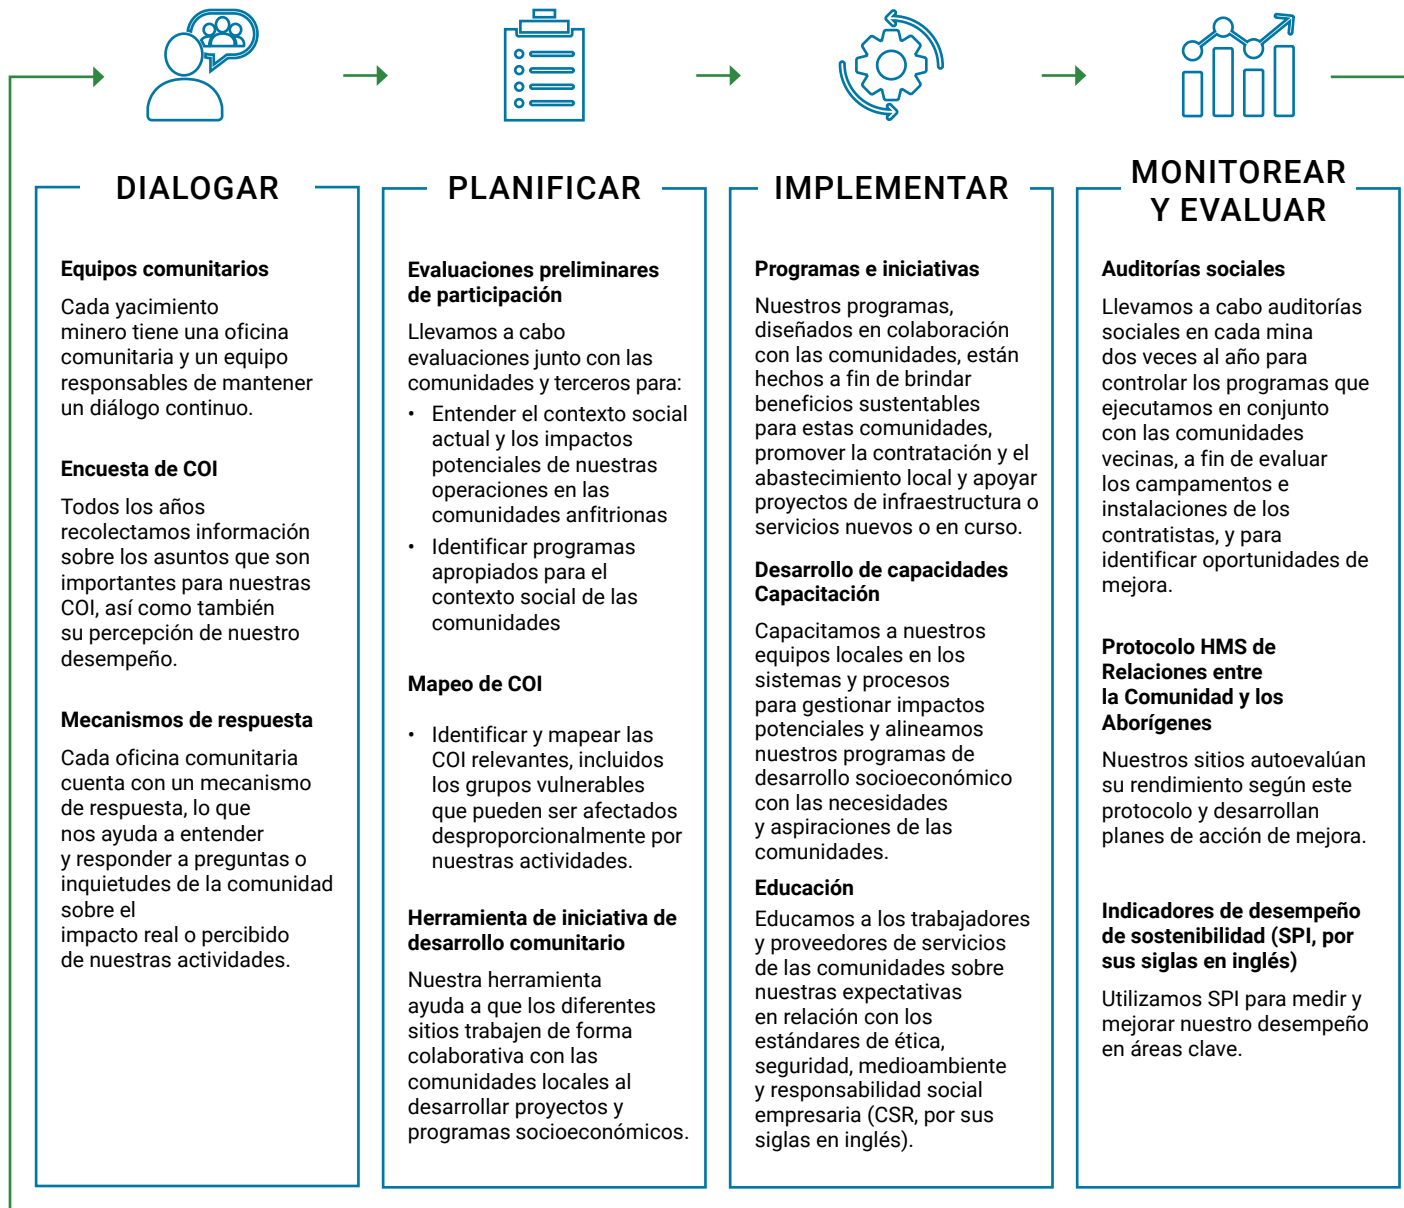 DIALOGAR
Equipos comunitarios
Cada yacimiento
minero tiene una oficina
comunitaria y un equipo
responsables de mantener
un diálogo continuo.
Encuesta de COI
Todos los años
recolectamos información
sobre los asuntos que son
importantes para nuestras
COI, así como también
su percepción de nuestro
desempeño.
Mecanismos de respuesta
Cada oficina comunitaria
cuenta con un mecanismo
de respuesta, lo que
nos ayuda a entender
y responder a preguntas o
inquietudes de la comunidad
sobre el
impacto real o percibido
de nuestras actividades.
PLANIFICAR
Evaluaciones preliminares
de participación
Llevamos a cabo
evaluaciones junto con las
comunidades y terceros para:
• Entender el contexto social
actual y los impactos
potenciales de nuestras
operaciones en las
comunidades anfitrionas
• Identificar programas
apropiados para el
contexto social de las
comunidades
Mapeo de COI
• Identificar y mapear las
COI relevantes, incluidos
los grupos vulnerables
que pueden ser afectados
desproporcionalmente por
nuestras actividades.
Herramienta de iniciativa de
desarrollo comunitario
Nuestra herramienta
ayuda a que los diferentes
sitios trabajen de forma
colaborativa con las
comunidades locales al
desarrollar proyectos y
programas socioeconómicos.
IMPLEMENTAR
Programas e iniciativas
Nuestros programas,
diseñados en colaboración
con las comunidades, están
hechos a fin de brindar
beneficios sustentables
para estas comunidades,
promover la contratación y el
abastecimiento local y apoyar
proyectos de infraestructura o
servicios nuevos o en curso.
Desarrollo de capacidades
Capacitación
Capacitamos a nuestros
equipos locales en los
sistemas y procesos
para gestionar impactos
potenciales y alineamos
nuestros programas de
desarrollo socioeconómico
con las necesidades
y aspiraciones de las
comunidades.
Educación
Educamos a los trabajadores
y proveedores de servicios
de las comunidades sobre
nuestras expectativas
en relación con los
estándares de ética,
seguridad, medioambiente
y responsabilidad social
empresaria (CSR, por sus
siglas en inglés).
MONITOREAR
Y EVALUAR
Auditorías sociales
Llevamos a cabo auditorías
sociales en cada mina
dos veces al año para
controlar los programas que
ejecutamos en conjunto
con las comunidades
vecinas, a fin de evaluar
los campamentos e
instalaciones de los
contratistas, y para
identificar oportunidades de
mejora.
Protocolo HMS de
Relaciones entre
la Comunidad y los
Aborígenes
Nuestros sitios autoevalúan
su rendimiento según este
protocolo y desarrollan
planes de acción de mejora.
Indicadores de desempeño
de sostenibilidad (SPI, por
sus siglas en inglés)
Utilizamos SPI para medir y
mejorar nuestro desempeño
en áreas clave.